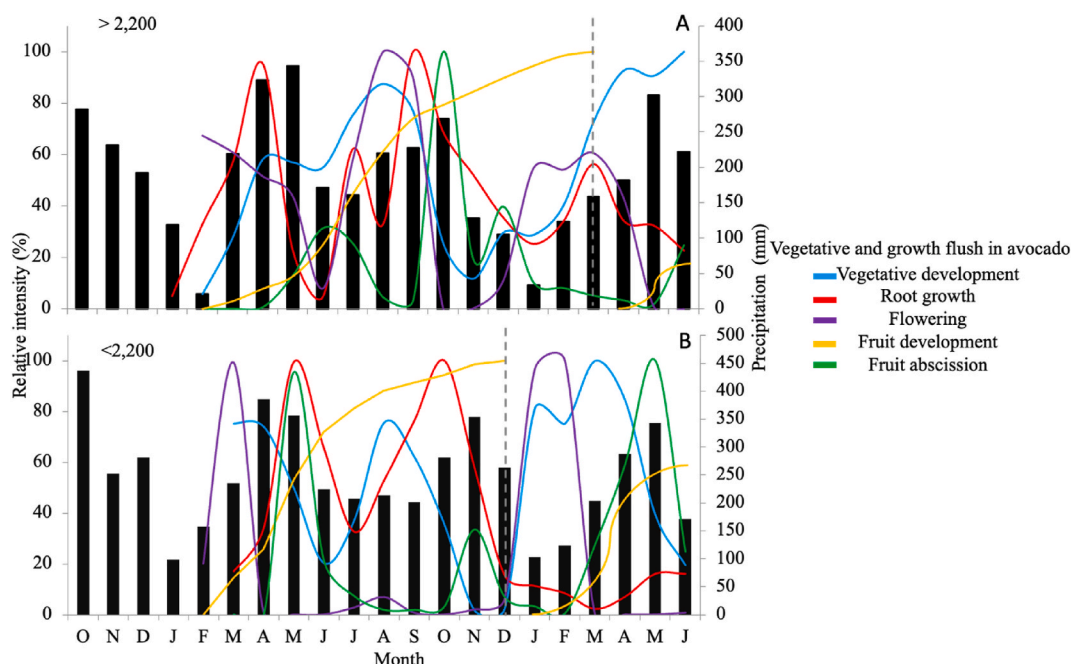 > 2,200
A
100
80
60
40
20
0
400
350
300
250
200
150
100
50
0
Relative intensity (%)
Precipitation (mm)
<2,200
B
100
80
60
40
20
0
500
450
400
350
300
250
200
150
100
50
0
O N D J F M A M J J A S O N D J F M A M J
Month
Vegetative and growth flush in avocado
Vegetative development
Root growth
Flowering
Fruit development
Fruit abscission